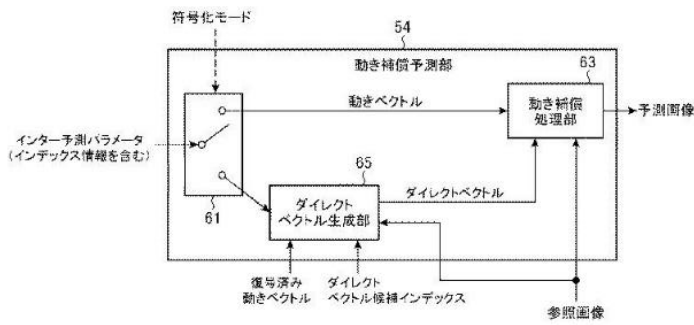 符号化モード
54
動き補償予測部
63
動きベクトル
動き補償
処理部
予測画像
インター予測パラメータ
(インデックス情報を含む)
65
ダイレクトベクトル
61
ダイレクト
ベクトル生成部
復号済み
動きベクトル
ダイレクト
ベクトル候補インデックス
参照画像